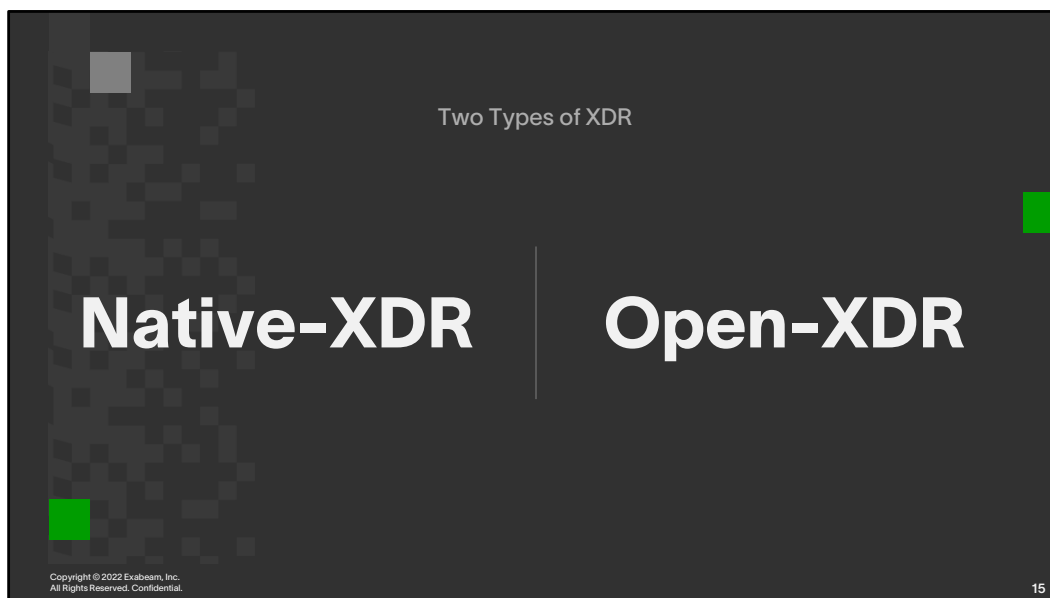 Two Types of XDR
Native-XDR
Open-XDR
Copyright © 2022 Exabeam, Inc.
All Rights Reserved. Confidential.
15